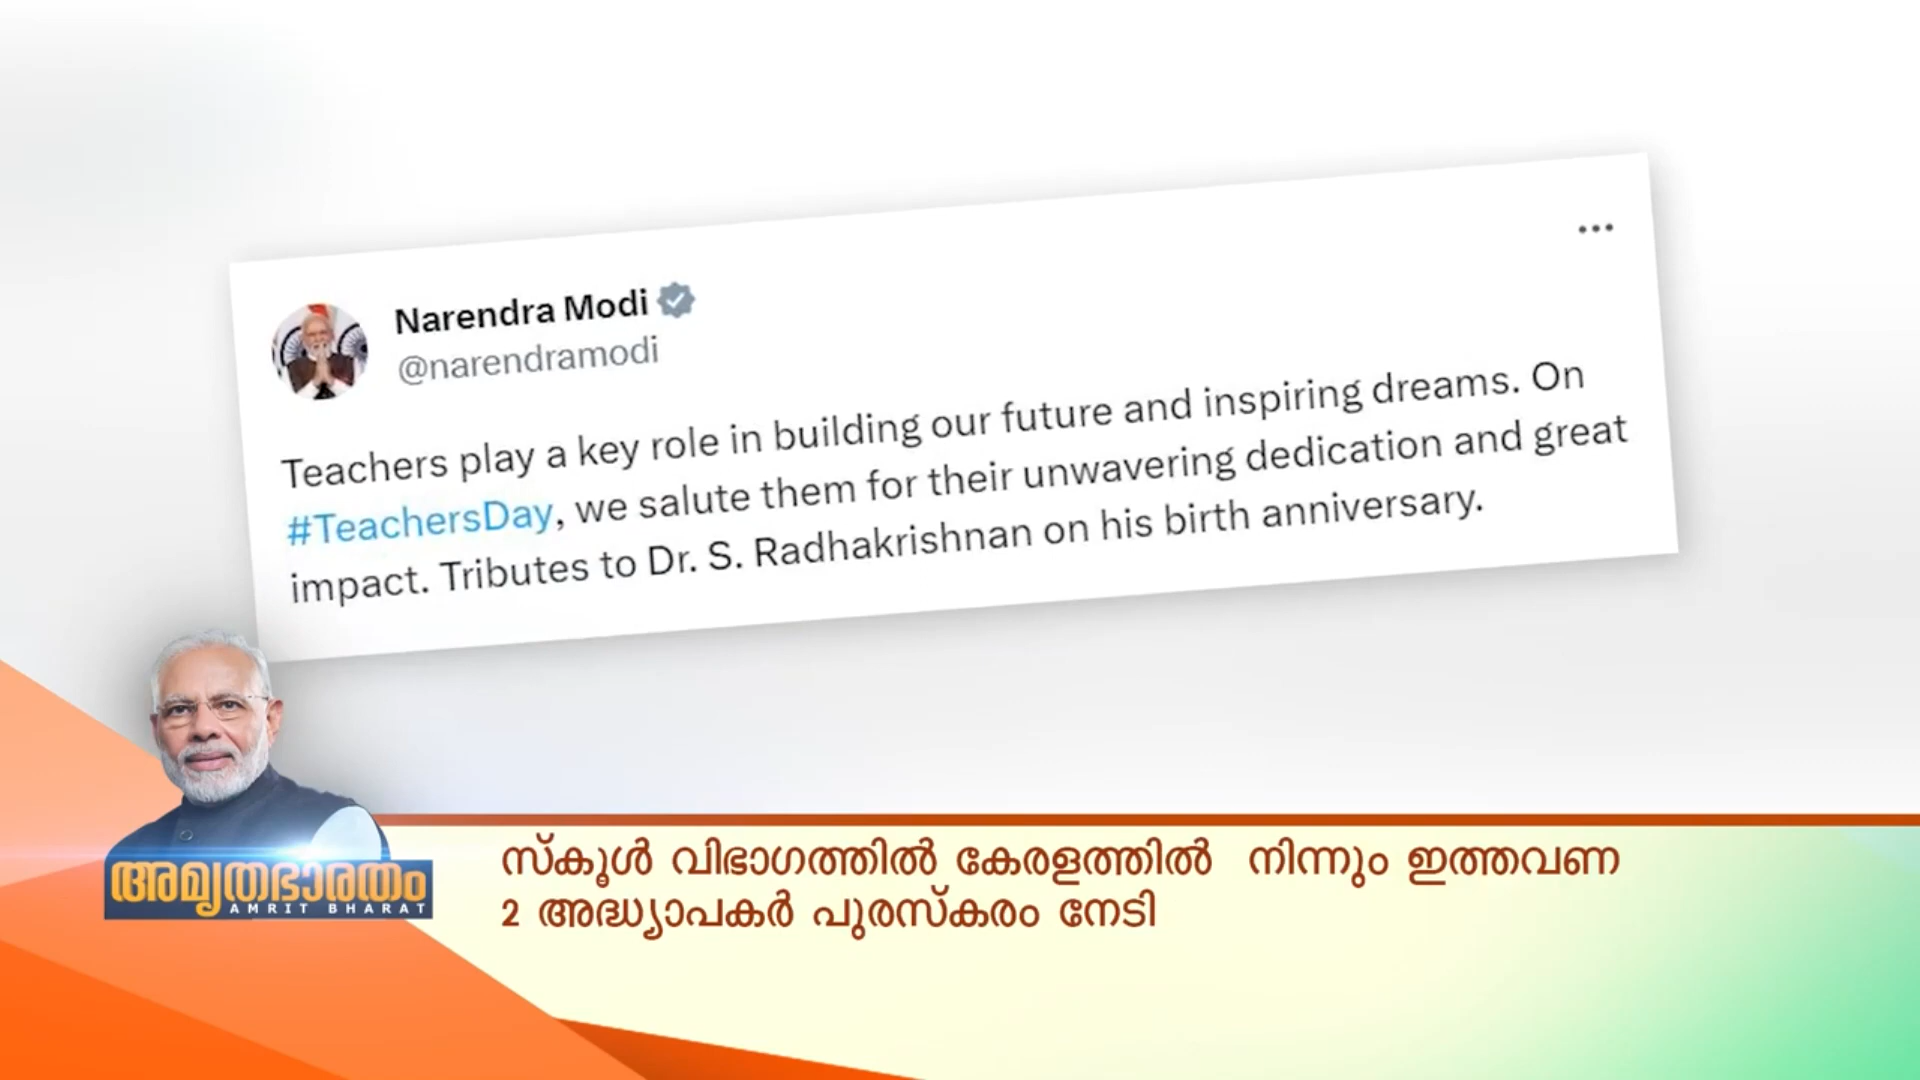 Narendra Modi
@narendramodi
Teachers play a key role in building our future and inspiring dreams. On
#TeachersDay, we salute them for their unwavering dedication and great
impact. Tributes to Dr. S. Radhakrishnan on his birth anniversary.
സ്കൂൾ വിഭാഗത്തിൽ കേരളത്തിൽ നിന്നും ഇത്തവണ
2 അദ്ധ്യാപകർ പുരസ്കരം നേടി
അമൃതഭാരതം
AMRIT BHARAT